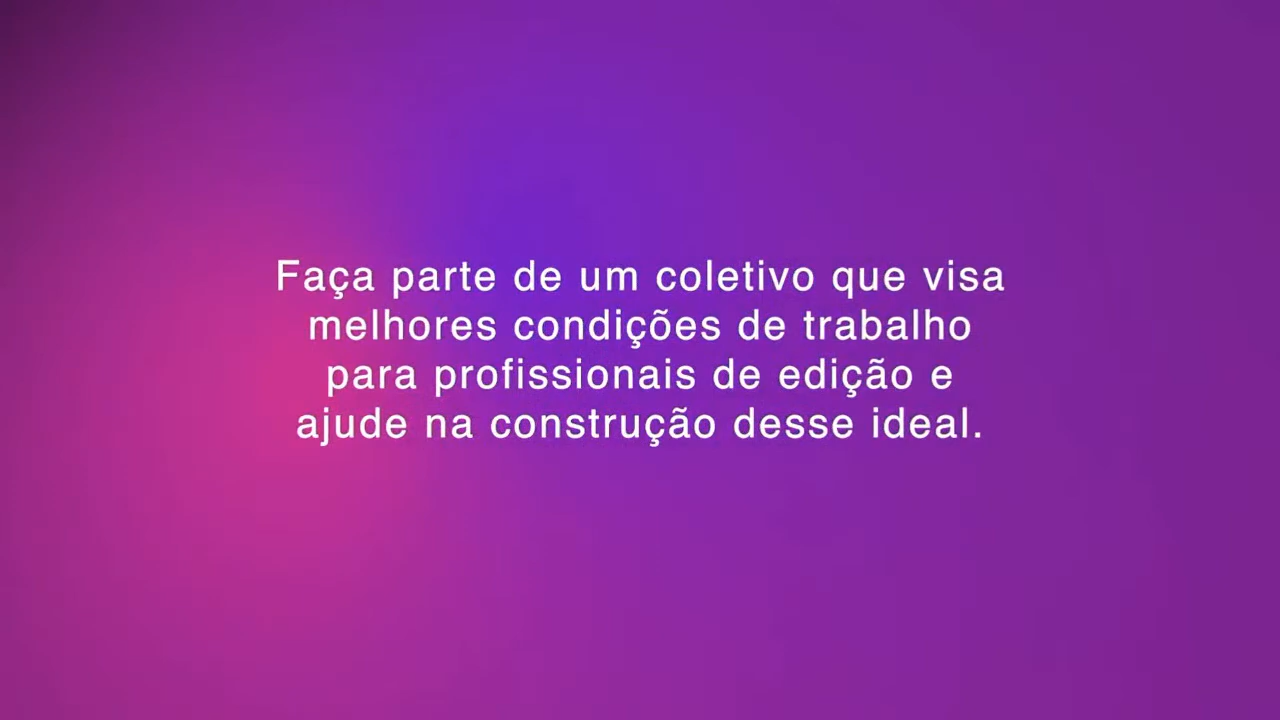 Faça parte de um coletivo que visa
melhores condições de trabalho
para profissionais de edição e
ajude na construção desse ideal.